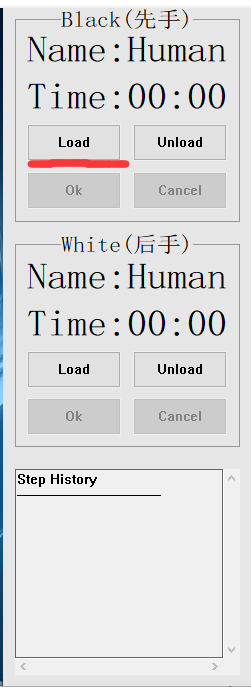 Black(先手)
Name:Human
Time:00:00
Load Unload
Ok Cancel
White(后手)
Name:Human
Time:00:00
Load Unload
Ok Cancel
Step History